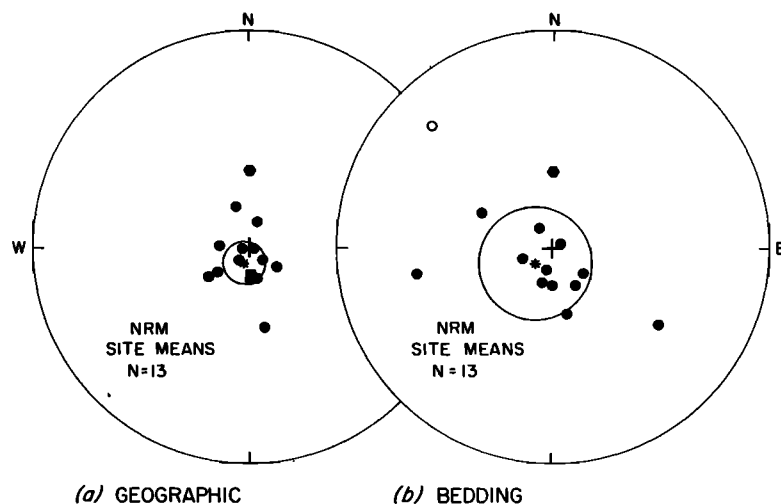 N
N
W
E
NRM
SITE MEANS
N=13
NRM
SITE MEANS
N=13
(a) GEOGRAPHIC
(b) BEDDING